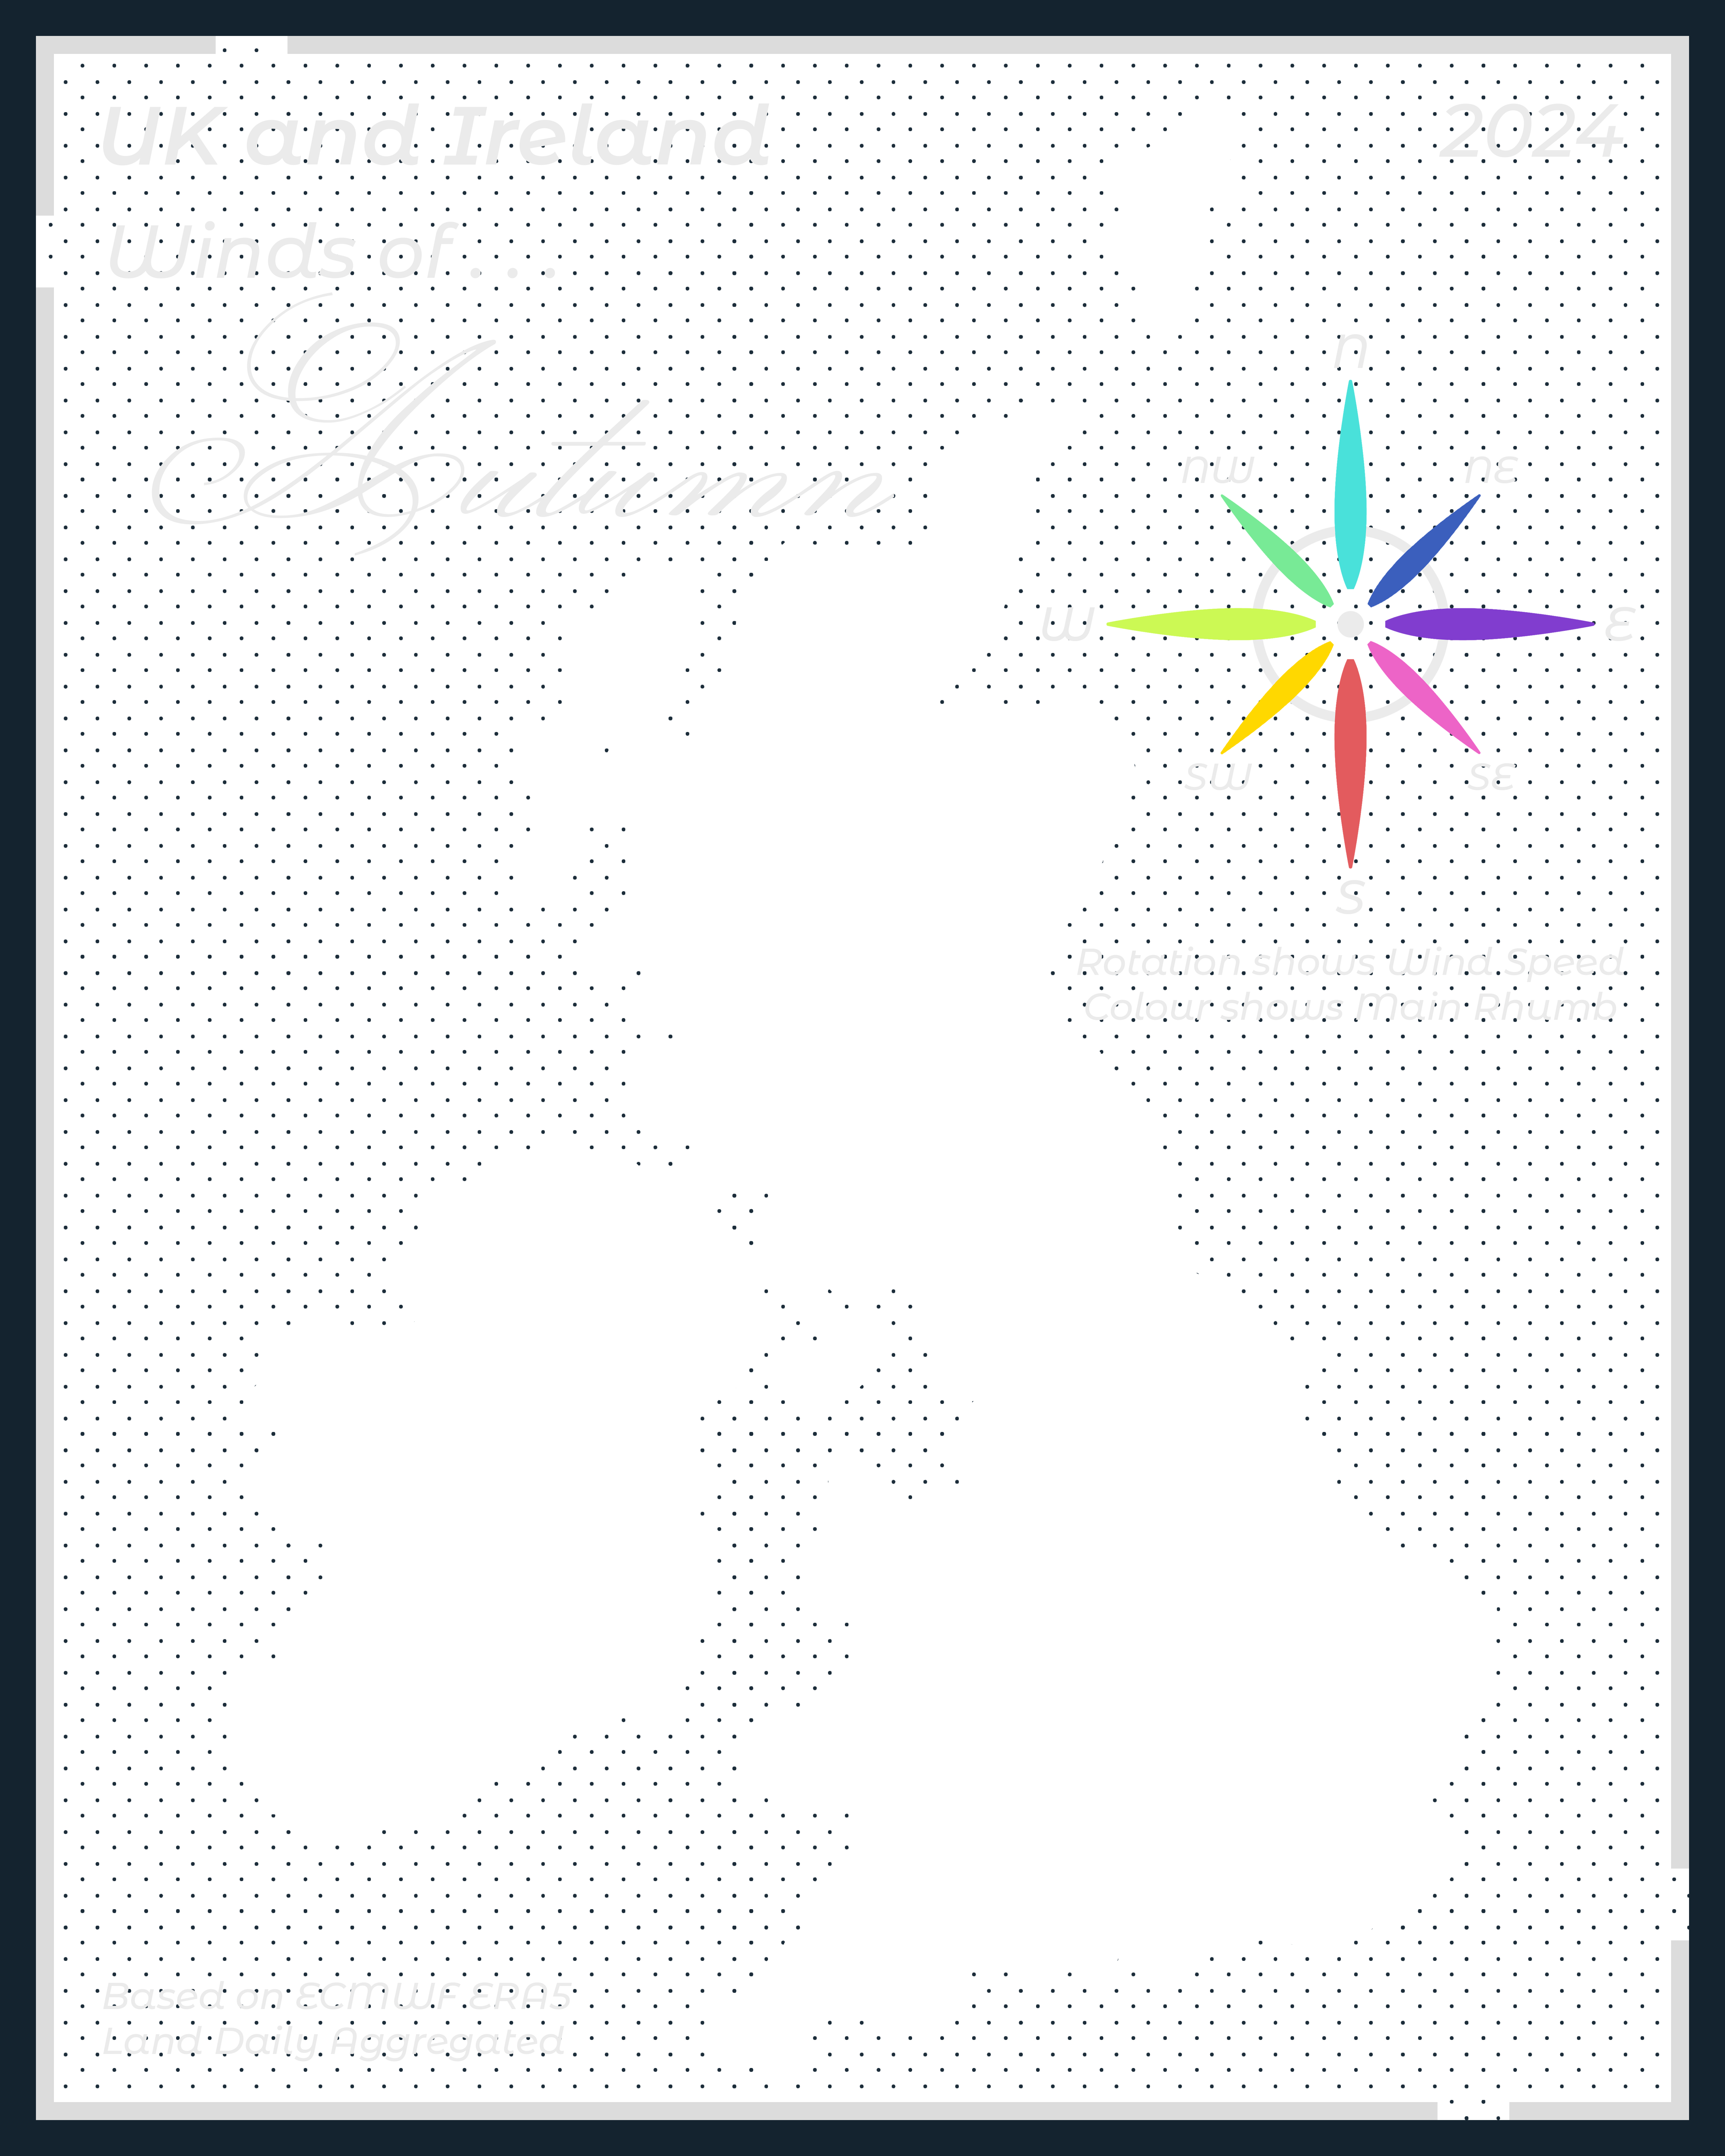 UK and Ireland
2024
Winds of . . . .
Autumn
n
nw
nε
w
ε
sw
sε
s
Rotation shows Wind Speed
Colour shows Main Rhumb
Based on ECMWF ERA5
Land Daily Aggregated